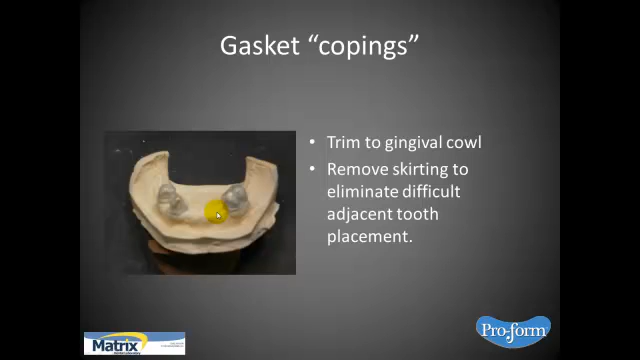 Gasket “copings”
• Trim to gingival cowl
• Remove skirting to
eliminate difficult
adjacent tooth
placement.
Matrix
Pro-form